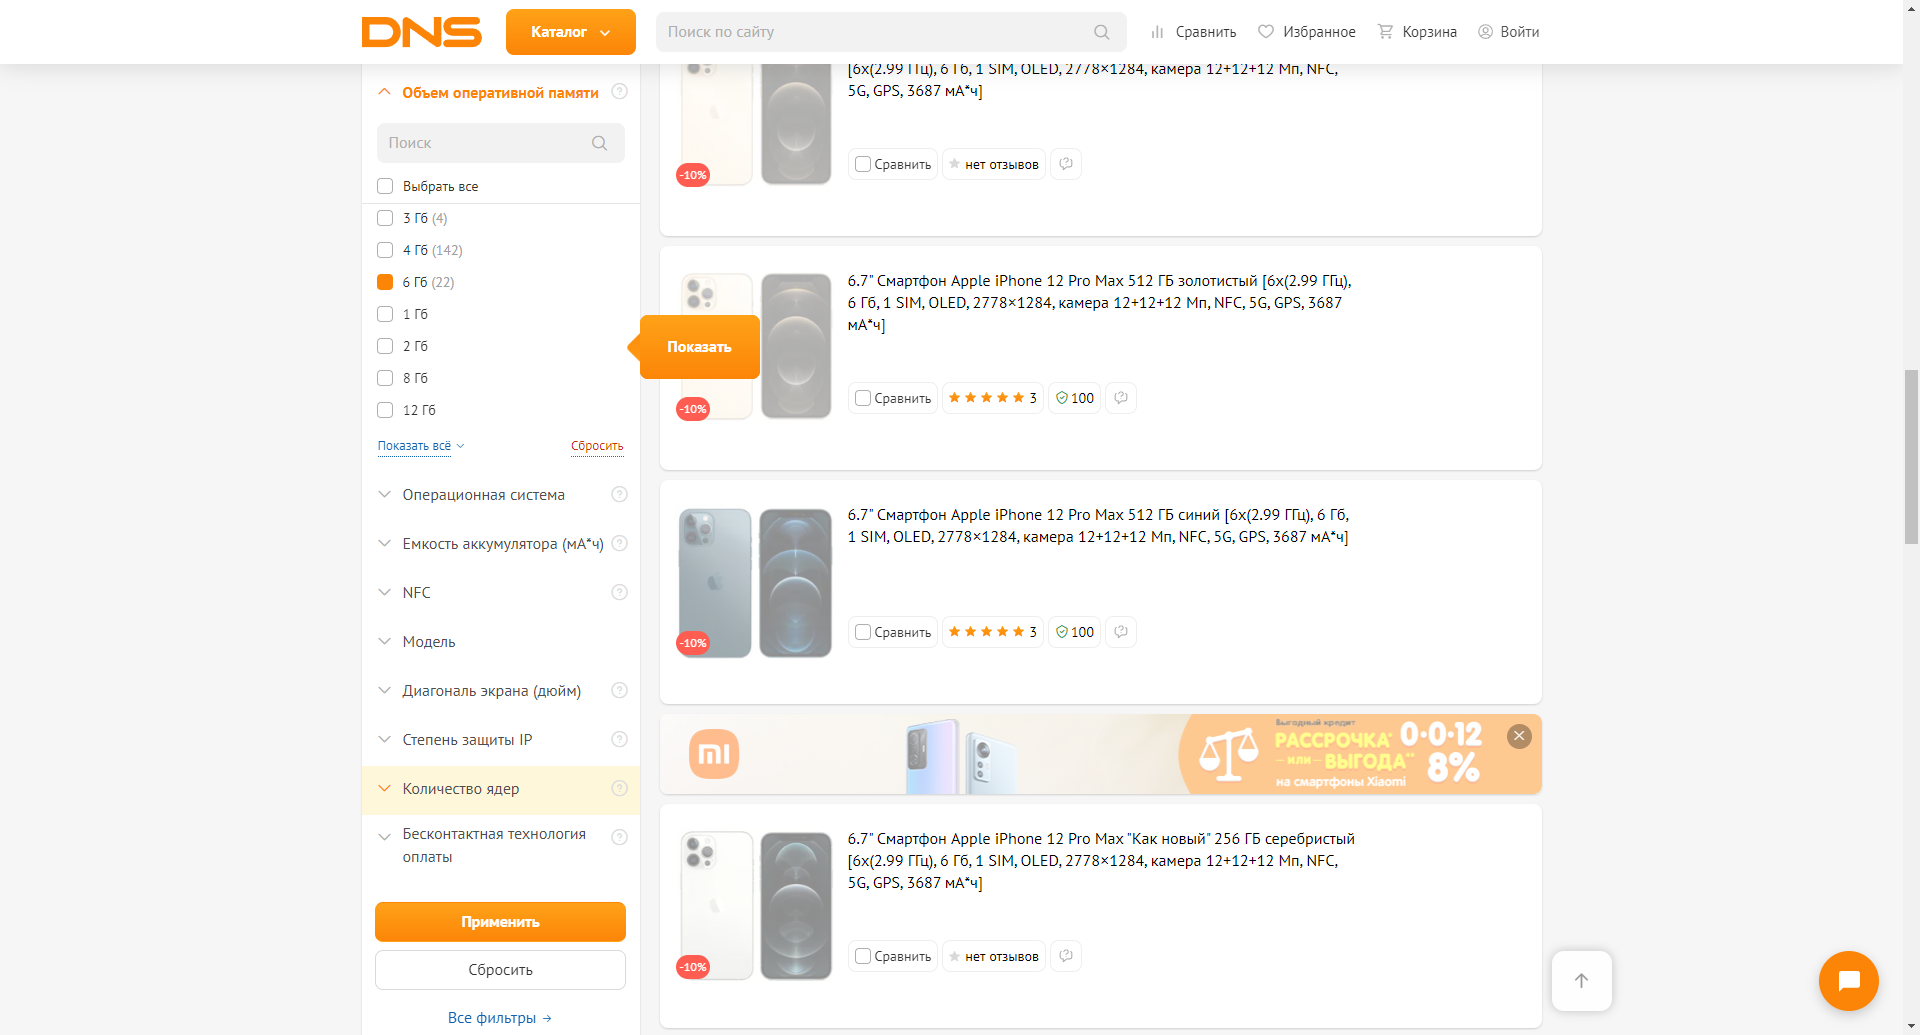 DNS
Каталог
Поиск по сайту
Сравнить
Избранное
Корзина
Войти
Объем оперативной памяти
Поиск
Выбрать все
3 Гб (4)
4 Гб (142)
6 Гб (22)
1 Гб
2 Гб
8 Гб
12 Гб
Показать всё
Сбросить
Операционная система
Емкость аккумулятора (мА*ч)
NFC
Модель
Диагональ экрана (дюйм)
Степень защиты IP
Количество ядер
Бесконтактная технология
оплаты
Применить
Сбросить
Все фильтры →
Показать
[6x(2.99 ГГц), 6 Гб, 1 SIM, OLED, 2778×1284, камера 12+12+12 Мп, NFC,
5G, GPS, 3687 мА*ч]
-10%
Сравнить
нет отзывов
6.7" Смартфон Apple iPhone 12 Pro Max 512 ГБ золотистый [6x(2.99 ГГц),
6 Гб, 1 SIM, OLED, 2778×1284, камера 12+12+12 Мп, NFC, 5G, GPS, 3687
мА*ч]
-10%
Сравнить
3
100
6.7" Смартфон Apple iPhone 12 Pro Max 512 ГБ синий [6x(2.99 ГГц), 6 Гб,
1 SIM, OLED, 2778×1284, камера 12+12+12 Мп, NFC, 5G, GPS, 3687 мА*ч]
-10%
Сравнить
3
100
mi
Выгодный кредит
РАССРОЧКА* 0-0-12
— или — ВЫГОДА** 8%
на смартфоны Xiaomi
6.7" Смартфон Apple iPhone 12 Pro Max "Как новый" 256 ГБ серебристый
[6x(2.99 ГГц), 6 Гб, 1 SIM, OLED, 2778×1284, камера 12+12+12 Мп, NFC,
5G, GPS, 3687 мА*ч]
-10%
Сравнить
нет отзывов